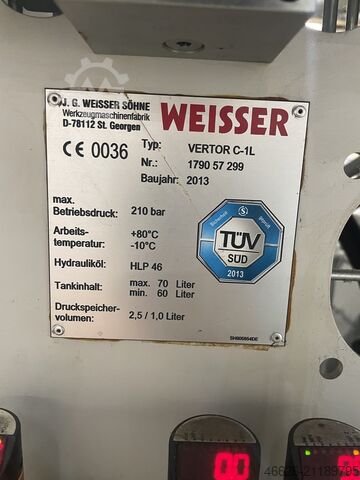 J. G. WEISSER SÖHNE
Werkzeugmaschinenfabrik
D-78112 St. Georgen
WEISSER
CE 0036
Typ: VERTOR C-1L
Nr.: 1790 57 299
Baujahr: 2013
max.
Betriebsdruck: 210 bar
Arbeits- +80°C
temperatur: -10°C
Hydrauliköl: HLP 46
Tankinhalt: max. 70 Liter
min. 60 Liter
Druckspeicher-
volumen: 2,5 / 1,0 Liter
Sicherheit geprüft
TÜV
SÜD
2013